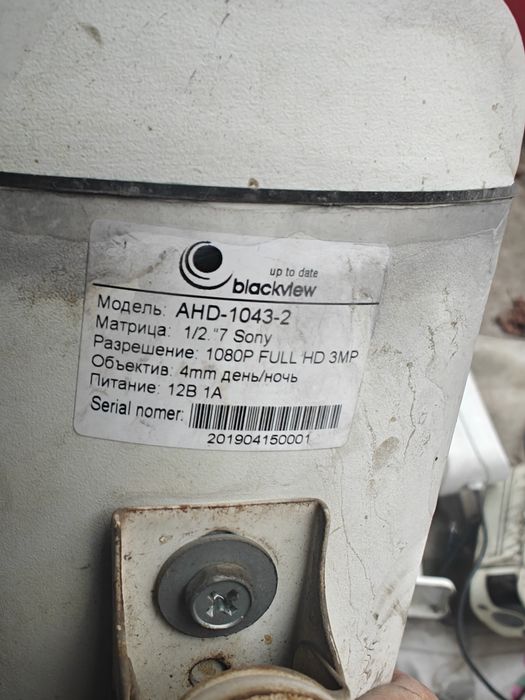 up to date
blackview
Модель: AHD-1043-2
Матрица: 1/2."7 Sony
Разрешение: 1080P FULL HD 3MP
Объектив: 4mm день/ночь
Питание: 12В 1А
Serial nomer:
201904150001